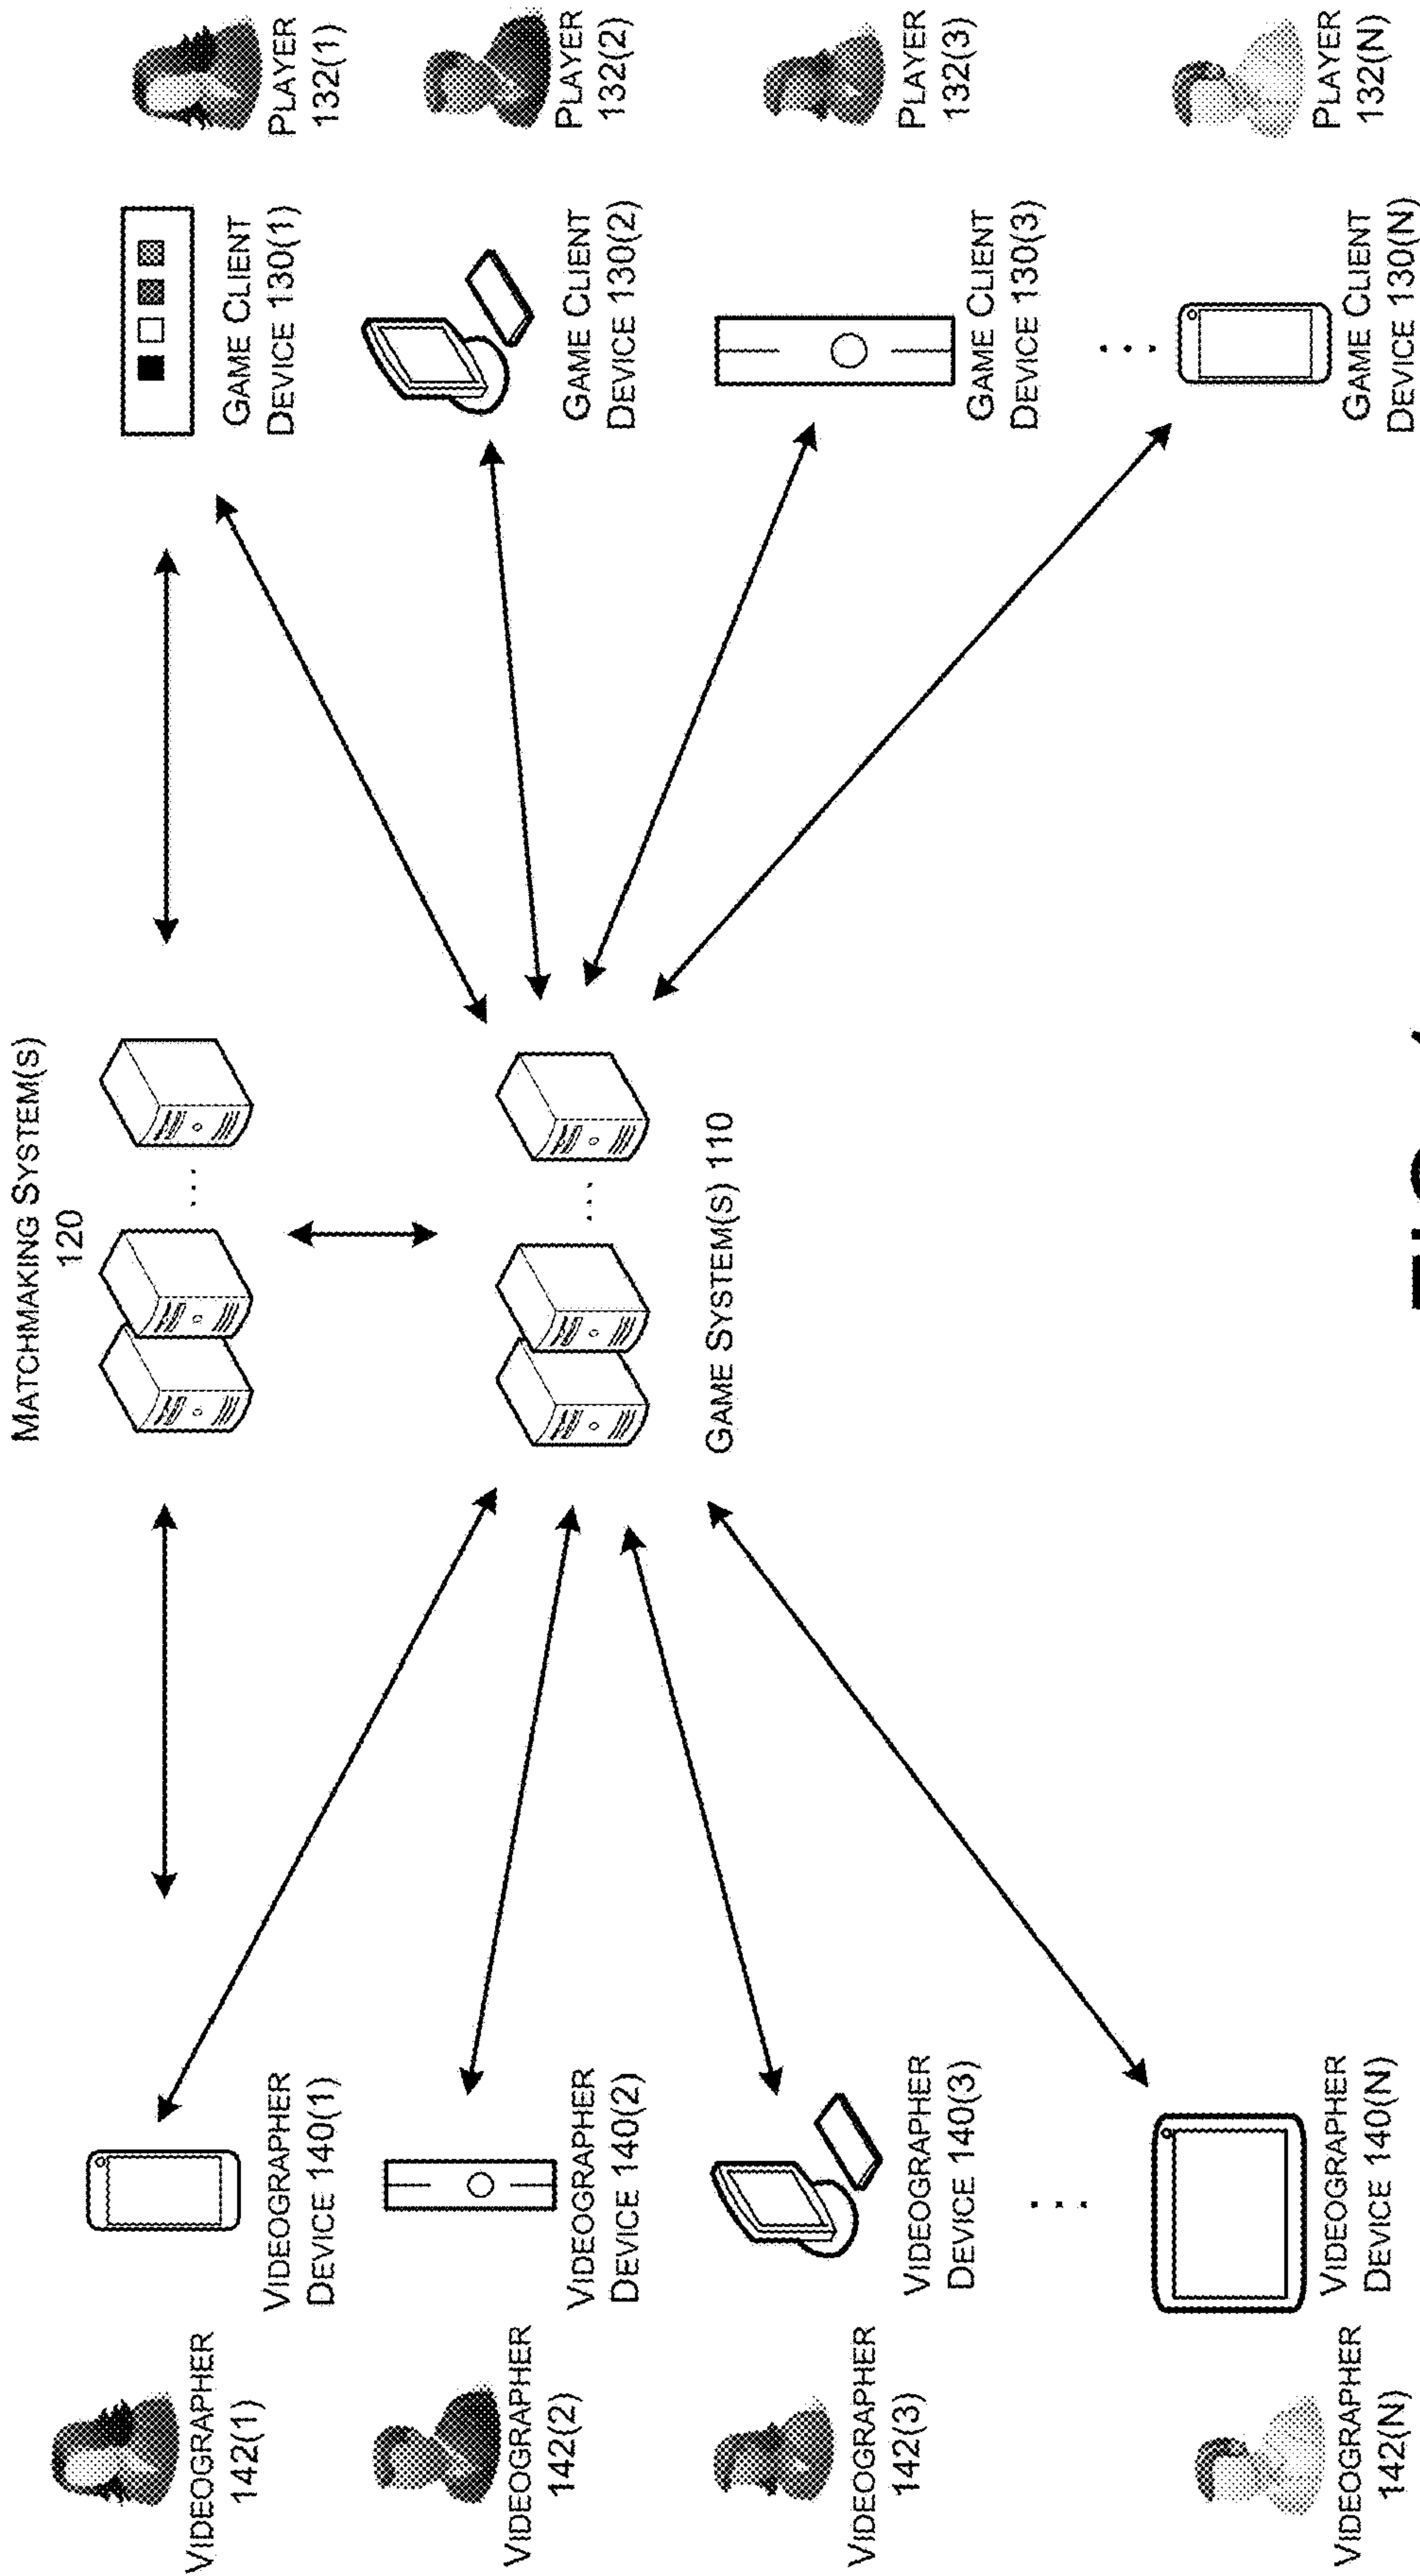 MATCHMAKING SYSTEM(S)
120
GAME SYSTEM(S) 110
VIDEOGRAPHER
142(1)
VIDEOGRAPHER
DEVICE 140(1)
VIDEOGRAPHER
142(2)
VIDEOGRAPHER
DEVICE 140(2)
VIDEOGRAPHER
142(3)
VIDEOGRAPHER
DEVICE 140(3)
VIDEOGRAPHER
142(N)
VIDEOGRAPHER
DEVICE 140(N)
GAME CLIENT
DEVICE 130(1)
PLAYER
132(1)
GAME CLIENT
DEVICE 130(2)
PLAYER
132(2)
GAME CLIENT
DEVICE 130(3)
PLAYER
132(3)
GAME CLIENT
DEVICE 130(N)
PLAYER
132(N)